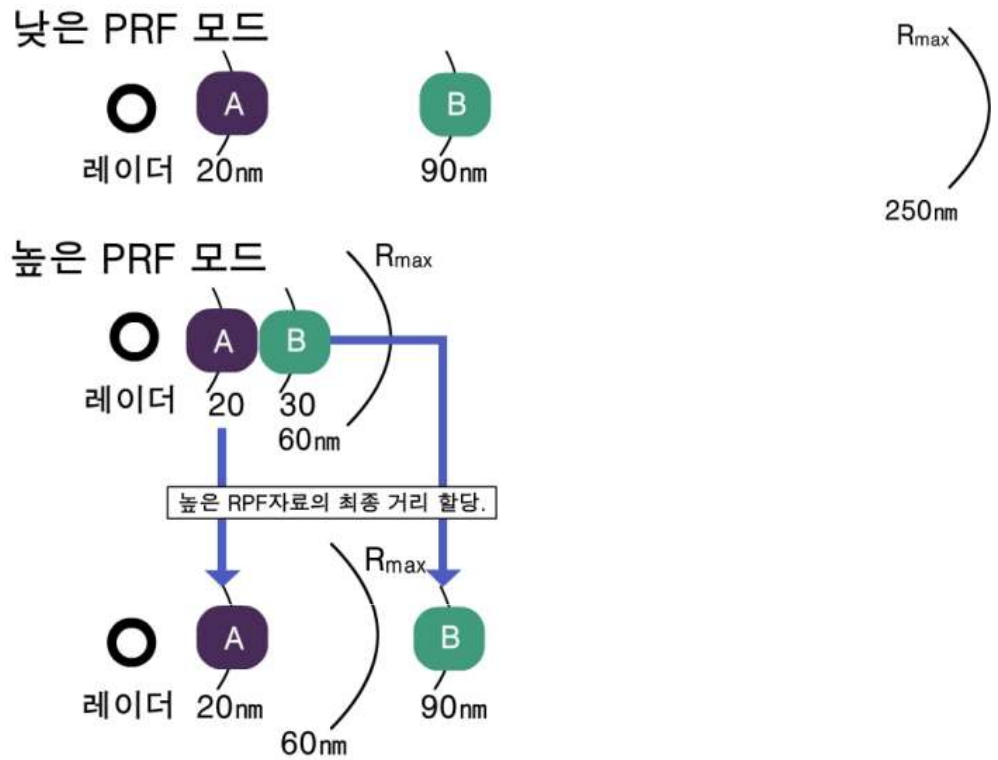 낮은 PRF 모드
Rmax
A
B
레이더 20nm
90nm
250nm
높은 PRF 모드
Rmax
A
B
레이더 20 30
60nm
높은 RPF자료의 최종 거리 할당.
Rmax
A
B
레이더 20nm
90nm
60nm